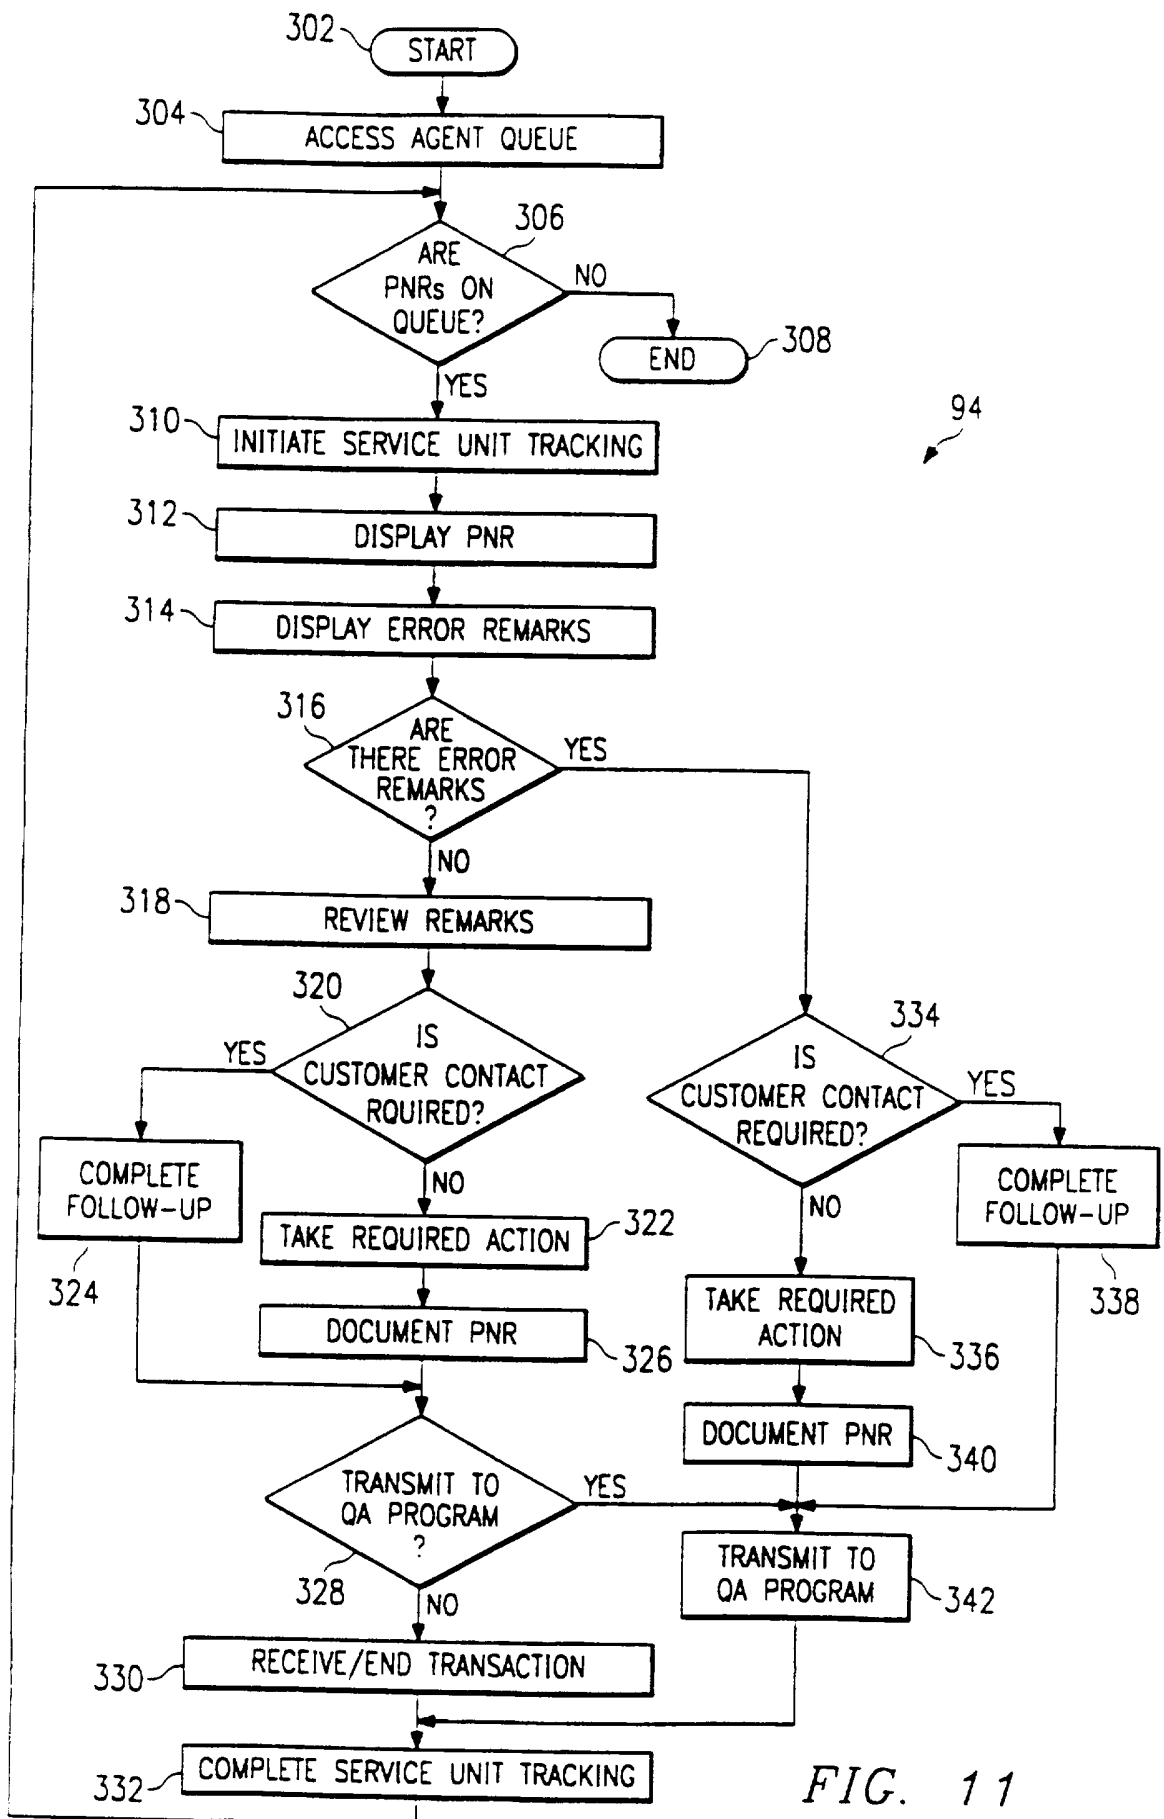 302
START
304
ACCESS AGENT QUEUE
306
ARE
PNRs ON
QUEUE?
NO
308
END
YES
94
310
INITIATE SERVICE UNIT TRACKING
312
DISPLAY PNR
314
DISPLAY ERROR REMARKS
316
ARE
THERE ERROR
REMARKS
?
YES
NO
318
REVIEW REMARKS
320
IS
CUSTOMER CONTACT
RQUIRED?
YES
NO
334
IS
CUSTOMER CONTACT
REQUIRED?
YES
NO
COMPLETE
FOLLOW-UP
324
TAKE REQUIRED ACTION
322
COMPLETE
FOLLOW-UP
338
DOCUMENT PNR
326
TAKE REQUIRED
ACTION
336
DOCUMENT PNR
340
TRANSMIT TO
QA PROGRAM
?
328
YES
NO
TRANSMIT TO
QA PROGRAM
342
330
RECEIVE/END TRANSACTION
332
COMPLETE SERVICE UNIT TRACKING
FIG. 11